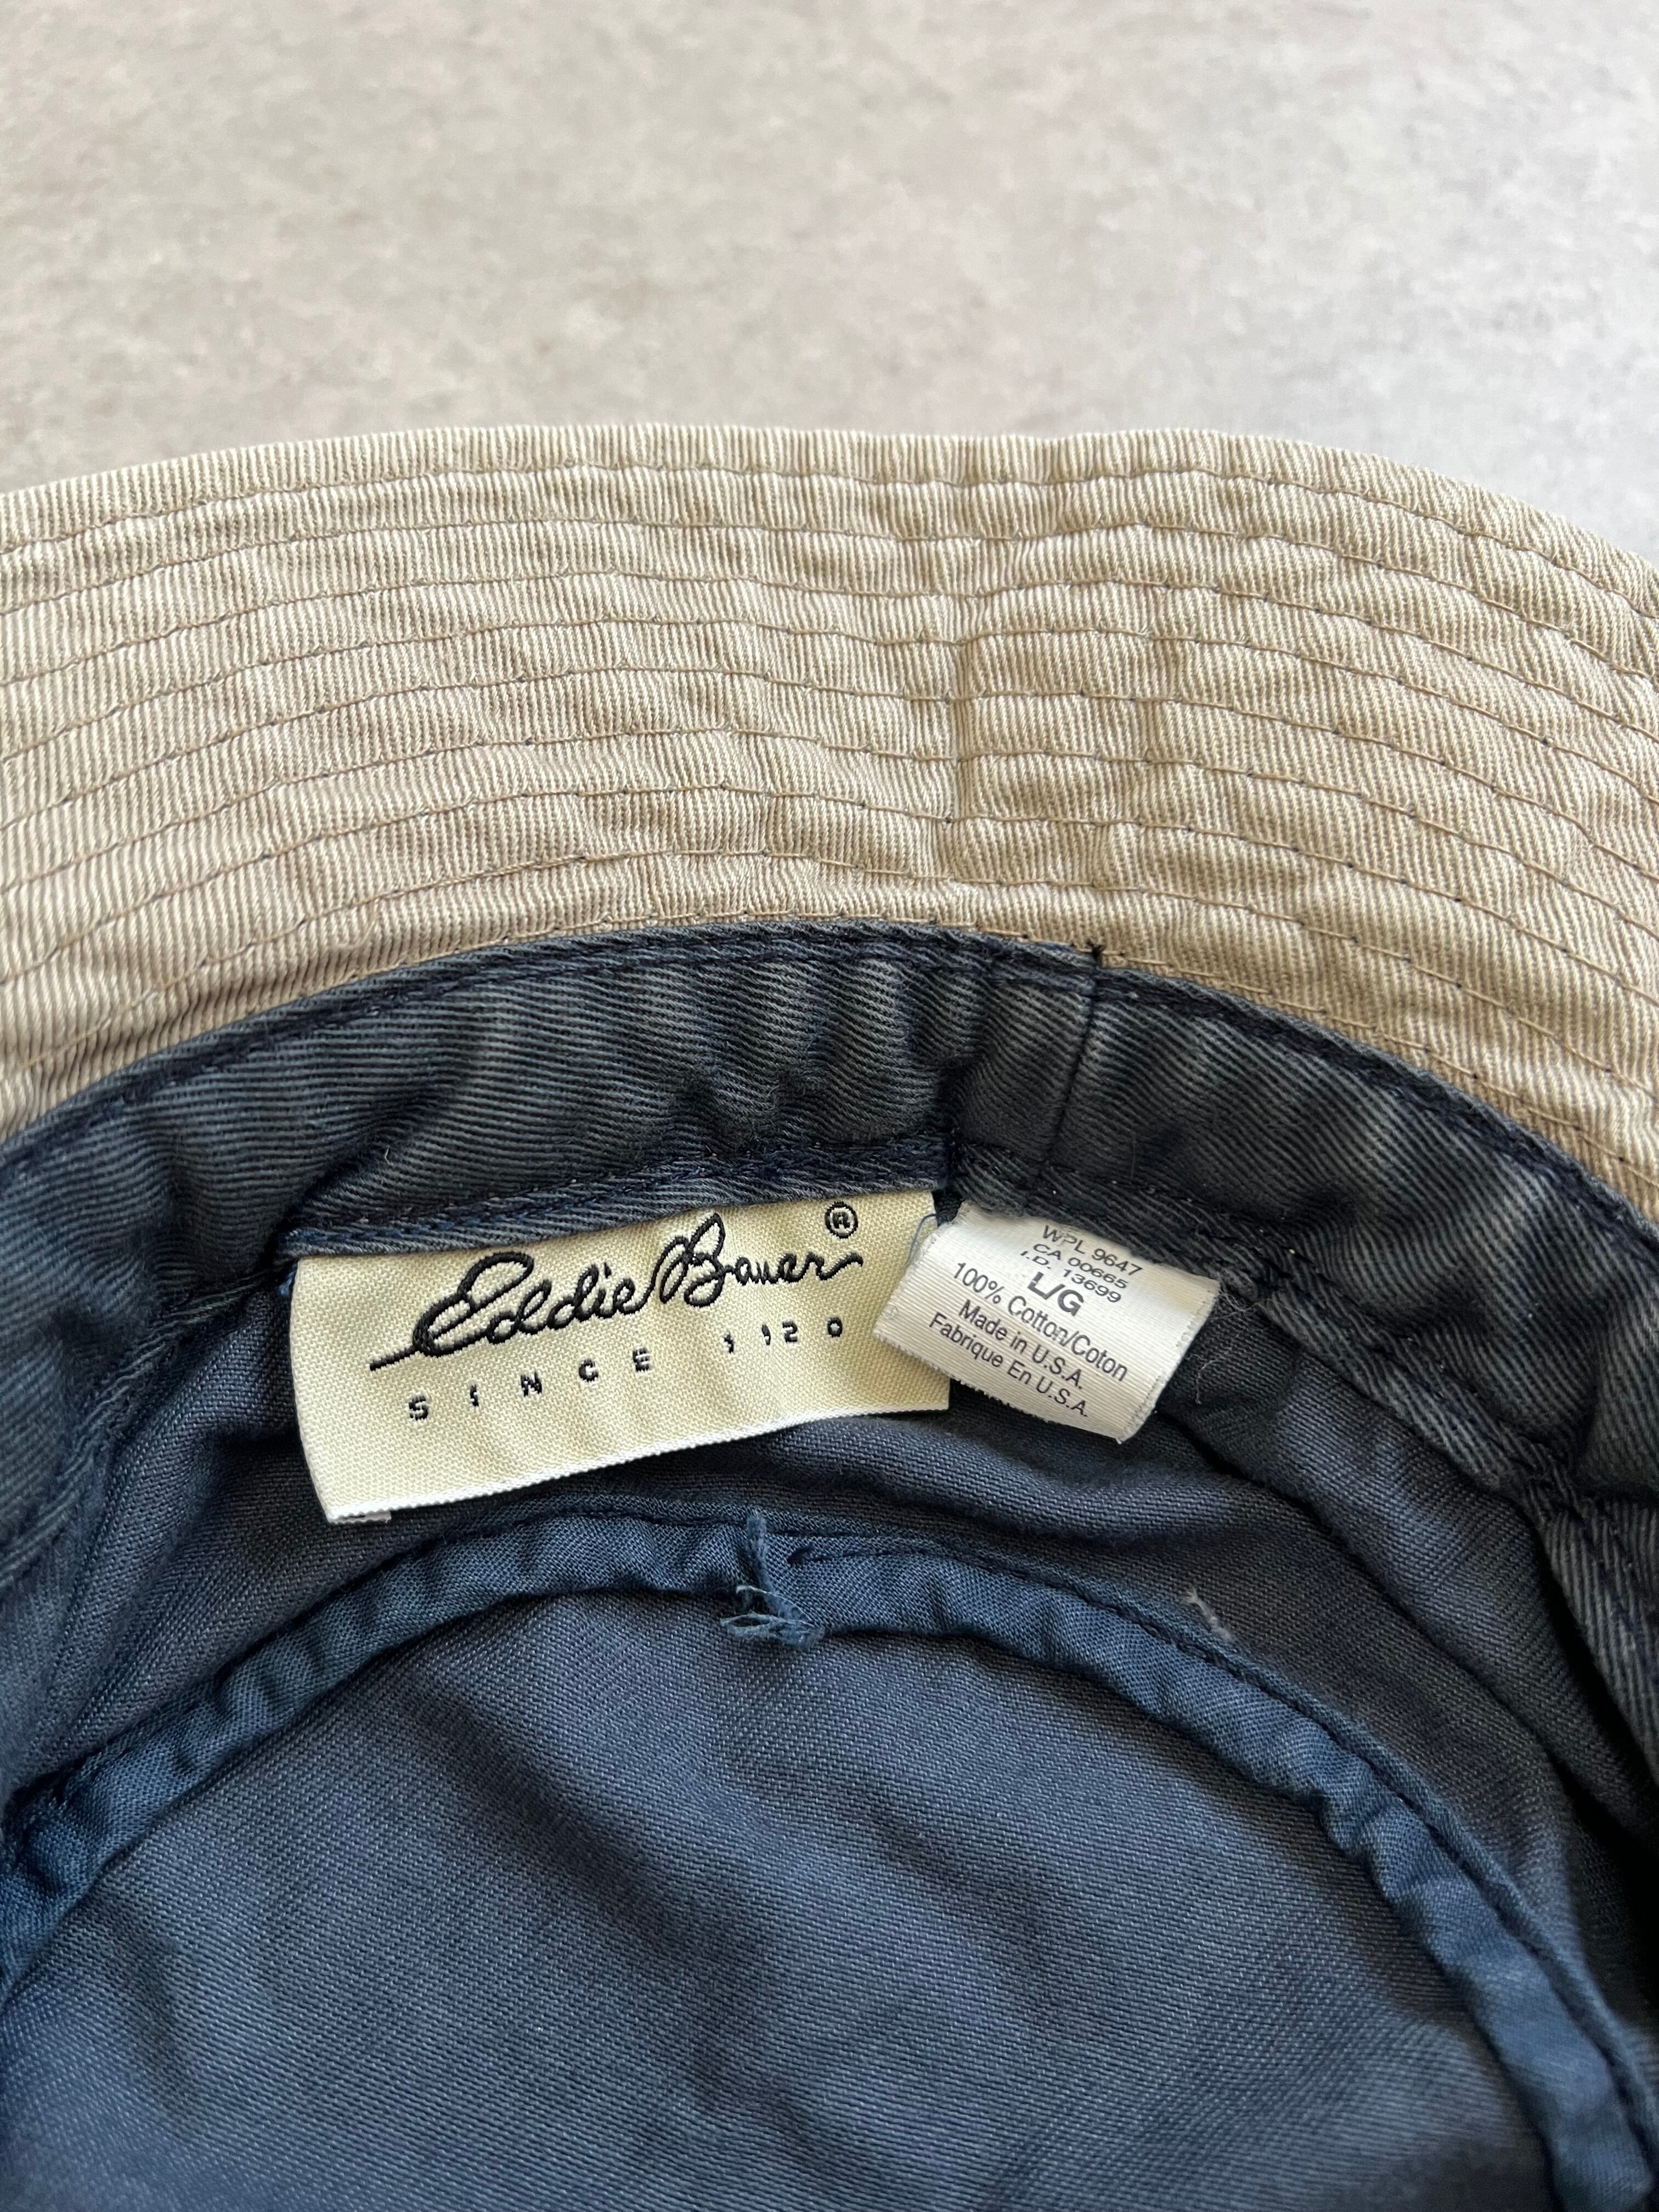 Eddie Bauer®
SINCE 1920
WPL 9647
CA 00665
I.D. 13699
L/G
100% Cotton/Coton
Made in U.S.A.
Fabrique En U.S.A.